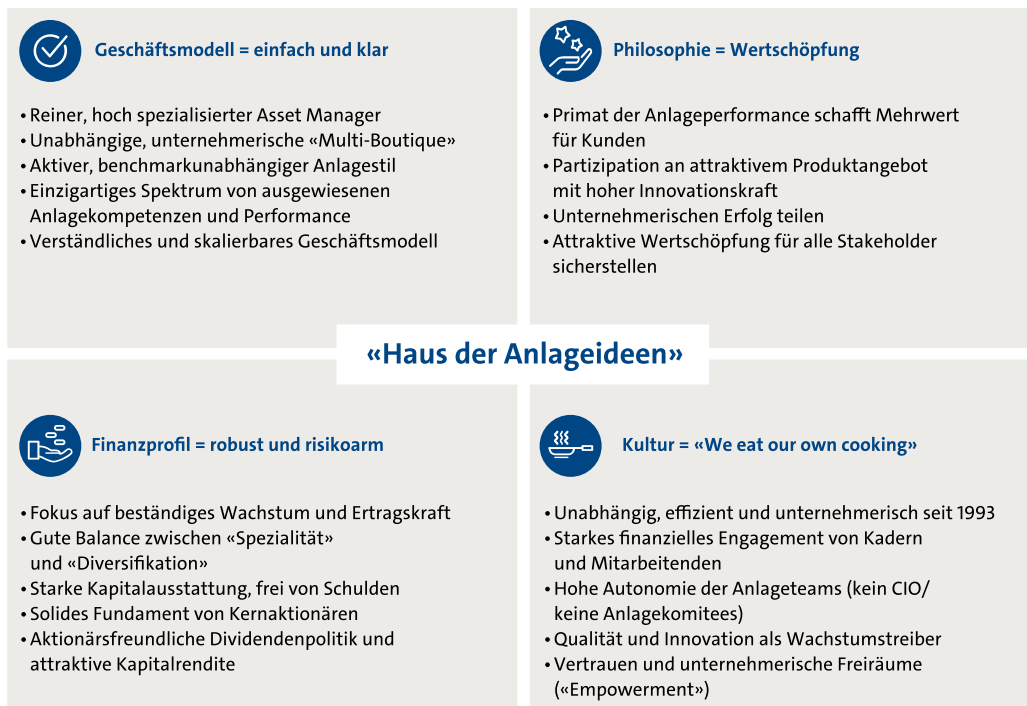 Geschäftsmodell = einfach und klar
• Reiner, hoch spezialisierter Asset Manager
• Unabhängige, unternehmerische «Multi-Boutique»
• Aktiver, benchmarkunabhängiger Anlagestil
• Einzigartiges Spektrum von ausgewiesenen
Anlagekompetenzen und Performance
• Verständliches und skalierbares Geschäftsmodell
Philosophie = Wertschöpfung
• Primat der Anlageperformance schafft Mehrwert
für Kunden
• Partizipation an attraktivem Produktangebot
mit hoher Innovationskraft
• Unternehmerischen Erfolg teilen
• Attraktive Wertschöpfung für alle Stakeholder
sicherstellen
«Haus der Anlageideen»
Finanzprofil = robust und risikoarm
• Fokus auf beständiges Wachstum und Ertragskraft
• Gute Balance zwischen «Spezialität»
und «Diversifikation»
• Starke Kapitalausstattung, frei von Schulden
• Solides Fundament von Kernaktionären
• Aktionärsfreundliche Dividendenpolitik und
attraktive Kapitalrendite
Kultur = «We eat our own cooking»
• Unabhängig, effizient und unternehmerisch seit 1993
• Starkes finanzielles Engagement von Kadern
und Mitarbeitenden
• Hohe Autonomie der Anlageteams (kein CIO/
keine Anlagekomitees)
• Qualität und Innovation als Wachstumstreiber
• Vertrauen und unternehmerische Freiräume
(«Empowerment»)